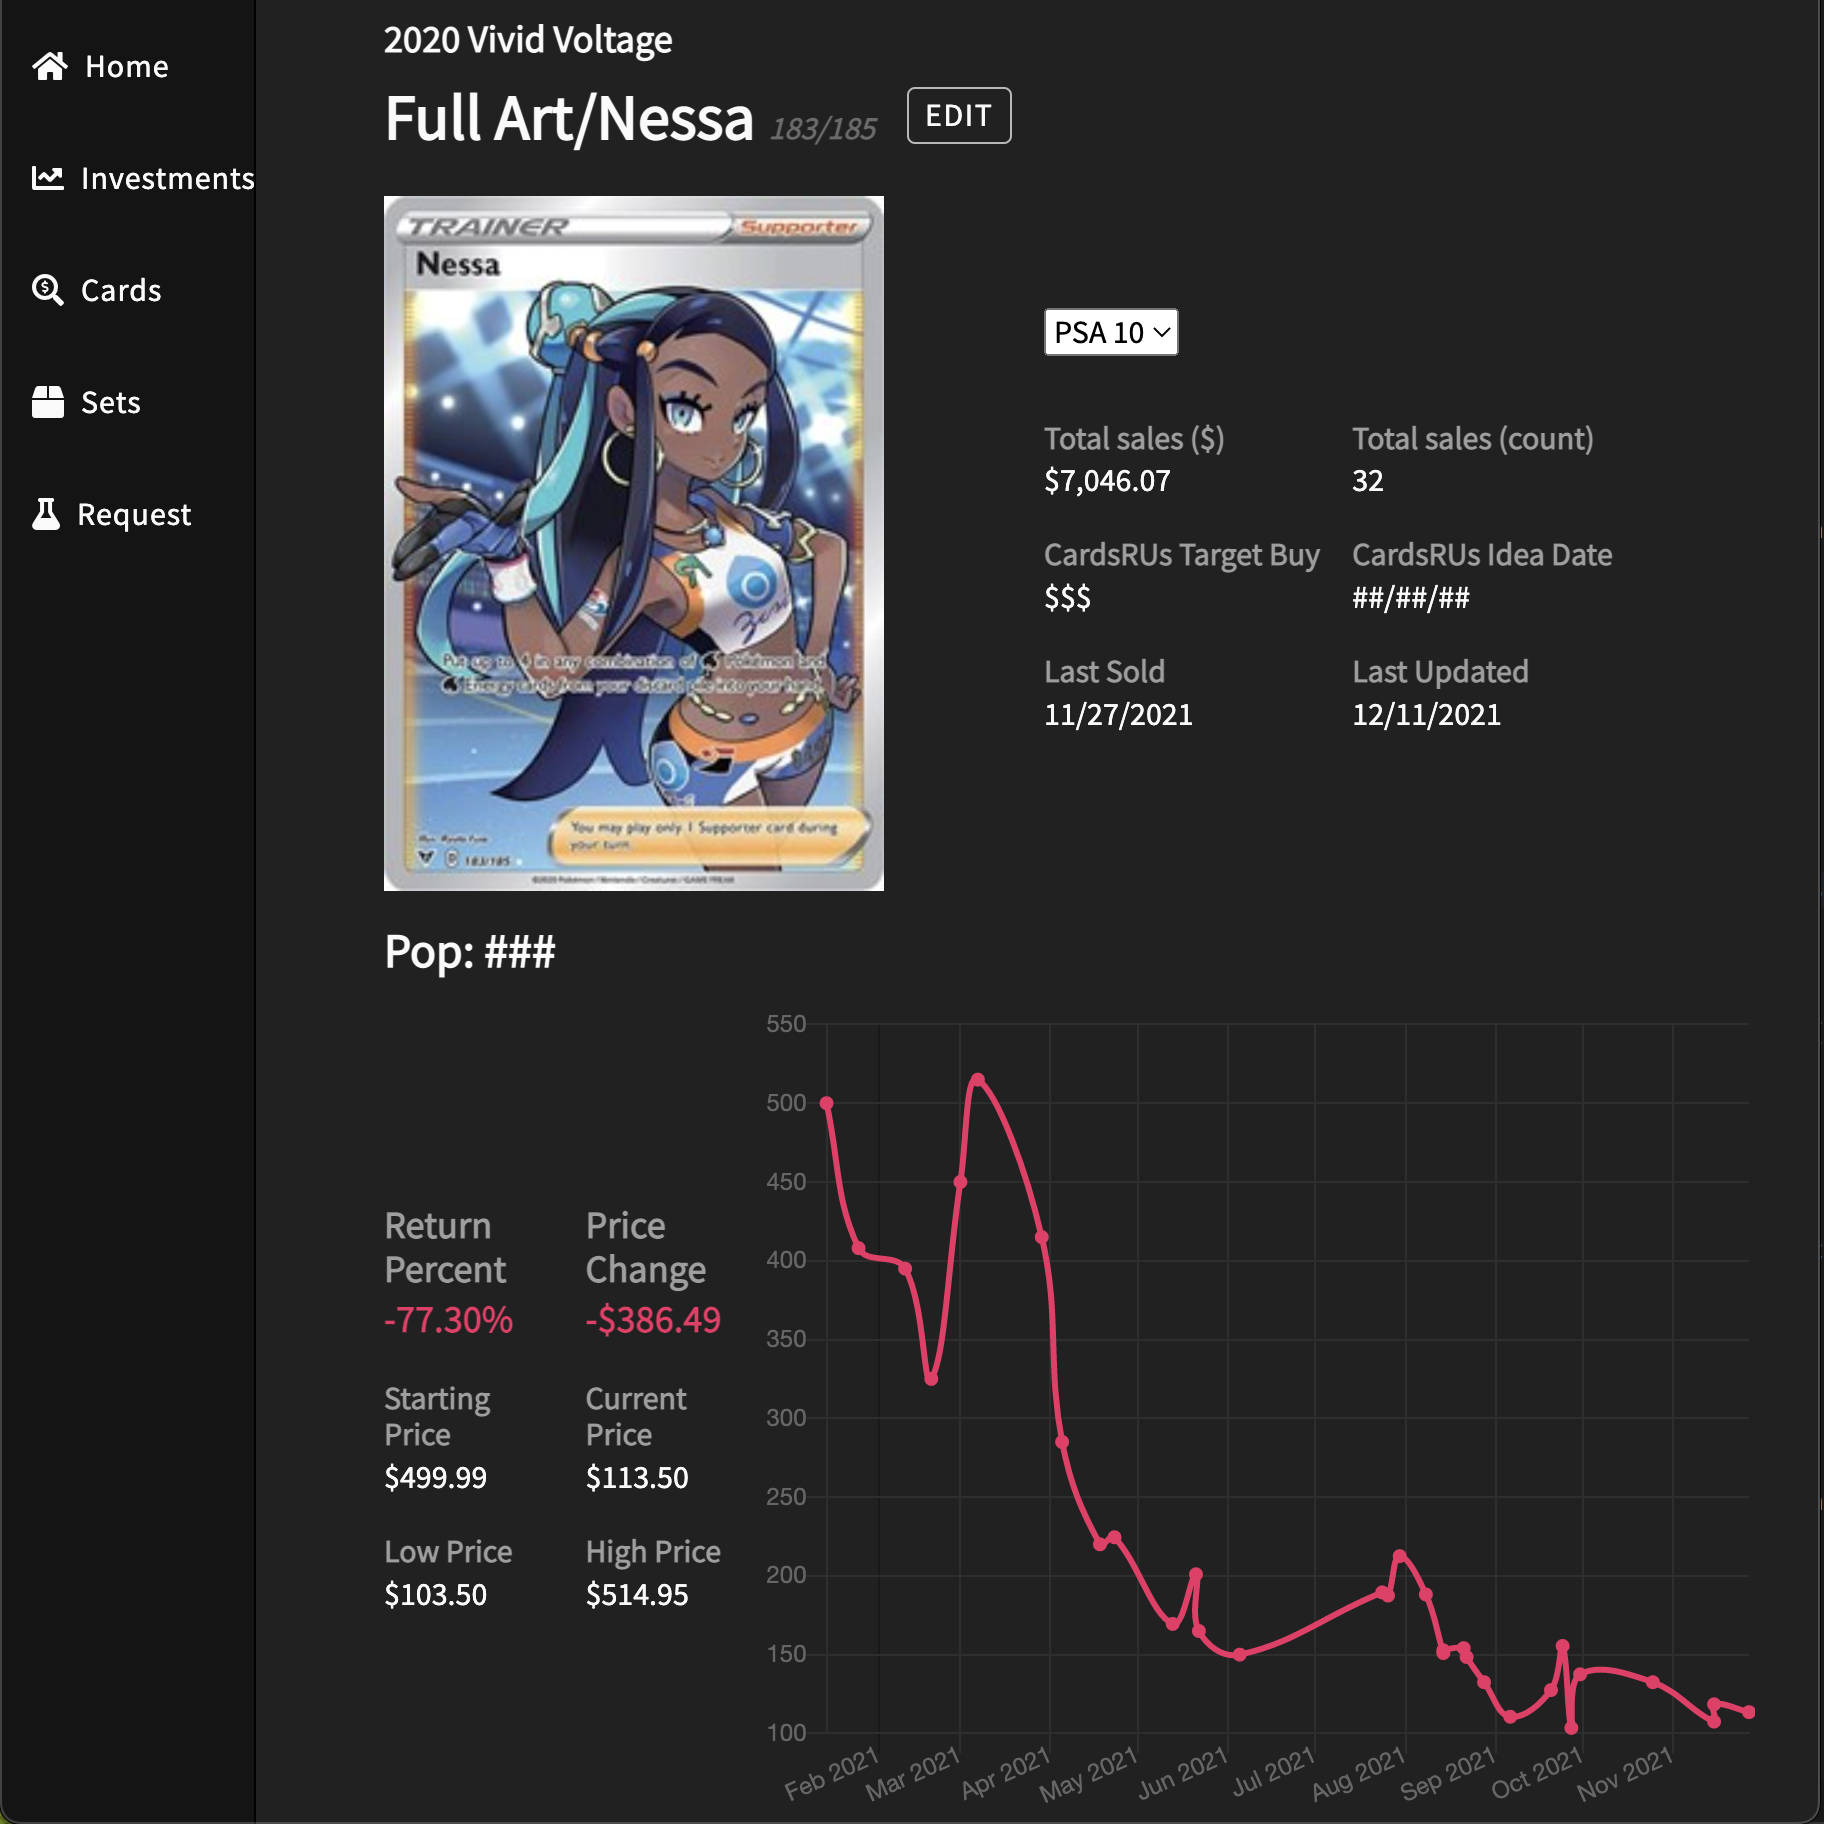 Home
Investments
Cards
Sets
Request
2020 Vivid Voltage
Full Art/Nessa 183/185 EDIT
TRAINER Supporter
Nessa
Put up to 4 in any combination of Pokémon and
Energy cards from your discard pile into your hand.
You may play only 1 Supporter card during
your turn.
D 183/185
©2020 Pokémon / Nintendo / Creatures / GAME FREAK
PSA 10
Total sales ($) Total sales (count)
$7,046.07 32
CardsRUs Target Buy CardsRUs Idea Date
$$$ ##/##/##
Last Sold Last Updated
11/27/2021 12/11/2021
Pop: ###
Return Percent
-77.30%
Price Change
-$386.49
Starting Price
$499.99
Current Price
$113.50
Low Price
$103.50
High Price
$514.95
550
500
450
400
350
300
250
200
150
100
Feb 2021
Mar 2021
Apr 2021
May 2021
Jun 2021
Jul 2021
Aug 2021
Sep 2021
Oct 2021
Nov 2021